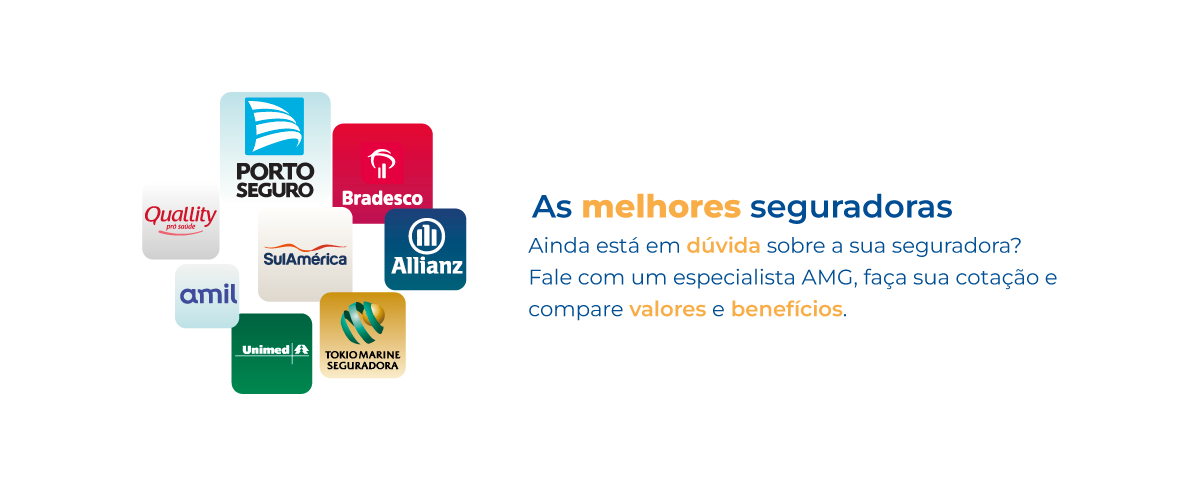 PORTO
SEGURO
Bradesco
Quallity
pró saúde
SulAmérica
Allianz
amil
Unimed
TOKIO MARINE
SEGURADORA
As melhores seguradoras
Ainda está em dúvida sobre a sua seguradora?
Fale com um especialista AMG, faça sua cotação e
compare valores e benefícios.